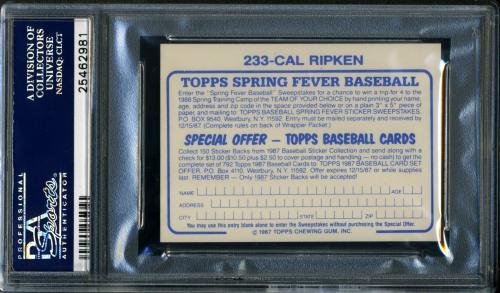 A DIVISION OF
COLLECTORS
UNIVERSE
NASDAQ: CLCT
25462981
PROFESSIONAL
PSA
Sports
AUTHENTICATOR
233-CAL RIPKEN
TOPPS SPRING FEVER BASEBALL
Enter the "Spring Fever Baseball" Sweepstakes for a chance to win a trip for 4 to the
1988 Spring Training Camp of the TEAM OF YOUR CHOICE by hand printing your name,
age, address and zip code in the space provided below or on a plain 3" x 5" piece of
paper, and mailing to: TOPPS BASEBALL SPRING FEVER STICKER SWEEPSTAKES,
P.O. BOX 9540, Westbury, N.Y. 11592. Entry must be mailed separately and received by
12/15/87 (Complete rules on back of Wrapper Packet.)
SPECIAL OFFER — TOPPS BASEBALL CARDS
Collect 150 Sticker Backs from 1987 Baseball Sticker Collection and send along with a
check for $13.00 ($10.50 plus $2.50 to cover postage and handling — no cash) to get the
complete set of 792 Topps 1987 Baseball Cards to: TOPPS 1987 BASEBALL CARD SET
OFFER, P.O. Box 4110, Westbury, N.Y. 11592. Offer expires 12/15/87 or while supplies
last. REMEMBER — Only 1987 Sticker Backs will be accepted!
NAME AGE
ADDRESS
CITY STATE ZIP
You may use this entry blank alone to enter the Sweepstakes without purchasing the Special Offer.
© 1987 TOPPS CHEWING GUM, INC.